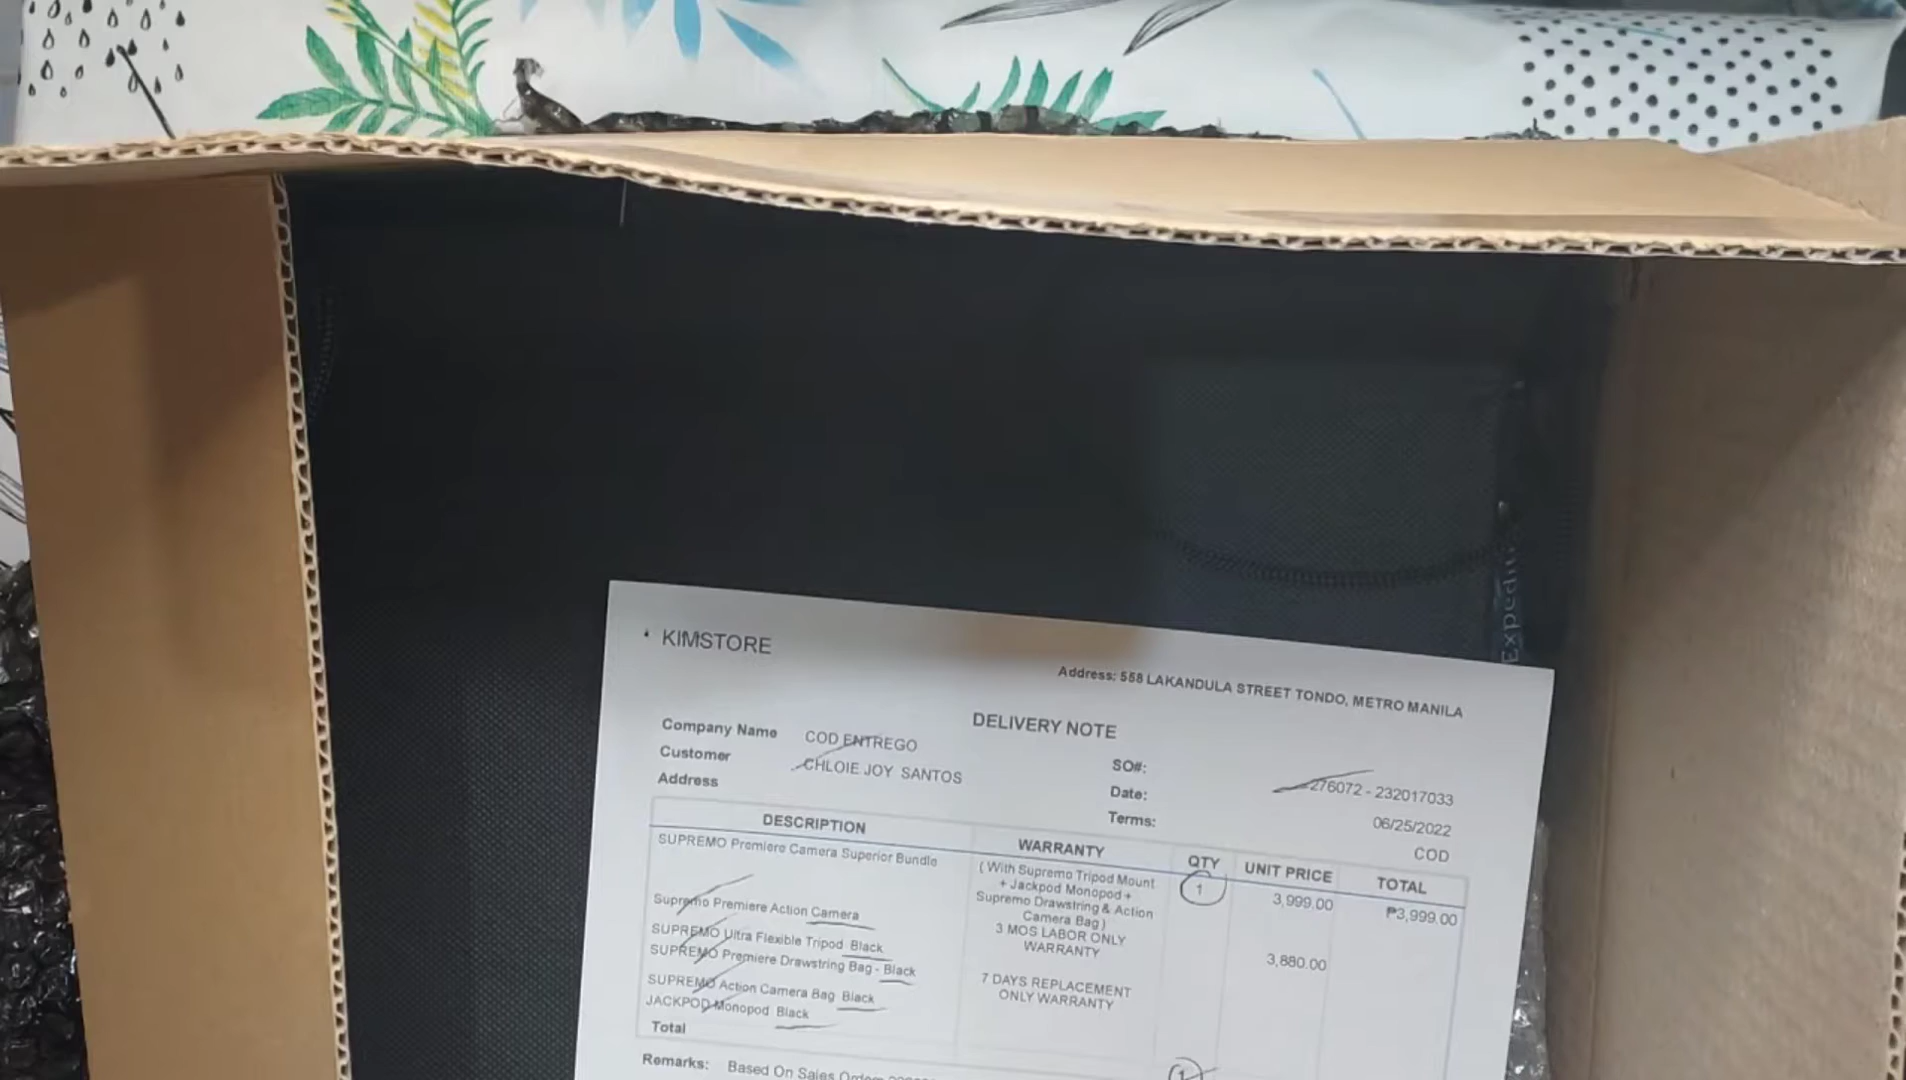 Expedit
KIMSTORE
Address: 558 LAKANDULA STREET TONDO, METRO MANILA
DELIVERY NOTE
Company Name COD ENTREGO
Customer CHLOIE JOY SANTOS
Address
SO#: 276072 - 232017033
Date: 06/25/2022
Terms: COD
DESCRIPTION WARRANTY QTY UNIT PRICE TOTAL
SUPREMO Premiere Camera Superior Bundle
( With Supremo Tripod Mount
+ Jackpod Monopod +
Supremo Drawstring & Action
Camera Bag )
3 MOS LABOR ONLY
WARRANTY
1 3,999.00 ₱3,999.00
Supremo Premiere Action Camera
3,880.00
SUPREMO Ultra Flexible Tripod Black
SUPREMO Premiere Drawstring Bag - Black
7 DAYS REPLACEMENT
ONLY WARRANTY
SUPREMO Action Camera Bag Black
JACKPOD Monopod Black
Total 1
Remarks: Based On Sales